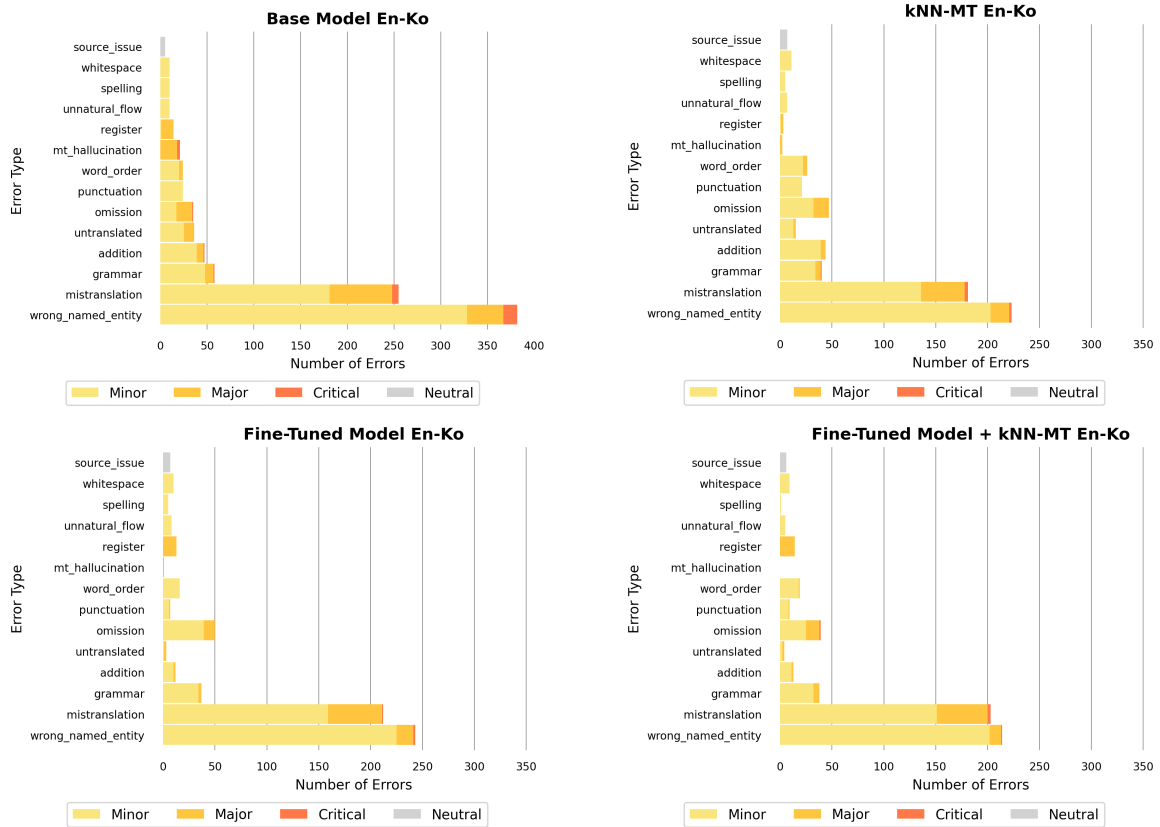 Base Model En-Ko
Error Type
source_issue
whitespace
spelling
unnatural_flow
register
mt_hallucination
word_order
punctuation
omission
untranslated
addition
grammar
mistranslation
wrong_named_entity
0 50 100 150 200 250 300 350 400
Number of Errors
Minor Major Critical Neutral
kNN-MT En-Ko
Error Type
source_issue
whitespace
spelling
unnatural_flow
register
mt_hallucination
word_order
punctuation
omission
untranslated
addition
grammar
mistranslation
wrong_named_entity
0 50 100 150 200 250 300 350
Number of Errors
Minor Major Critical Neutral
Fine-Tuned Model En-Ko
Error Type
source_issue
whitespace
spelling
unnatural_flow
register
mt_hallucination
word_order
punctuation
omission
untranslated
addition
grammar
mistranslation
wrong_named_entity
0 50 100 150 200 250 300 350
Number of Errors
Minor Major Critical Neutral
Fine-Tuned Model + kNN-MT En-Ko
Error Type
source_issue
whitespace
spelling
unnatural_flow
register
mt_hallucination
word_order
punctuation
omission
untranslated
addition
grammar
mistranslation
wrong_named_entity
0 50 100 150 200 250 300 350
Number of Errors
Minor Major Critical Neutral